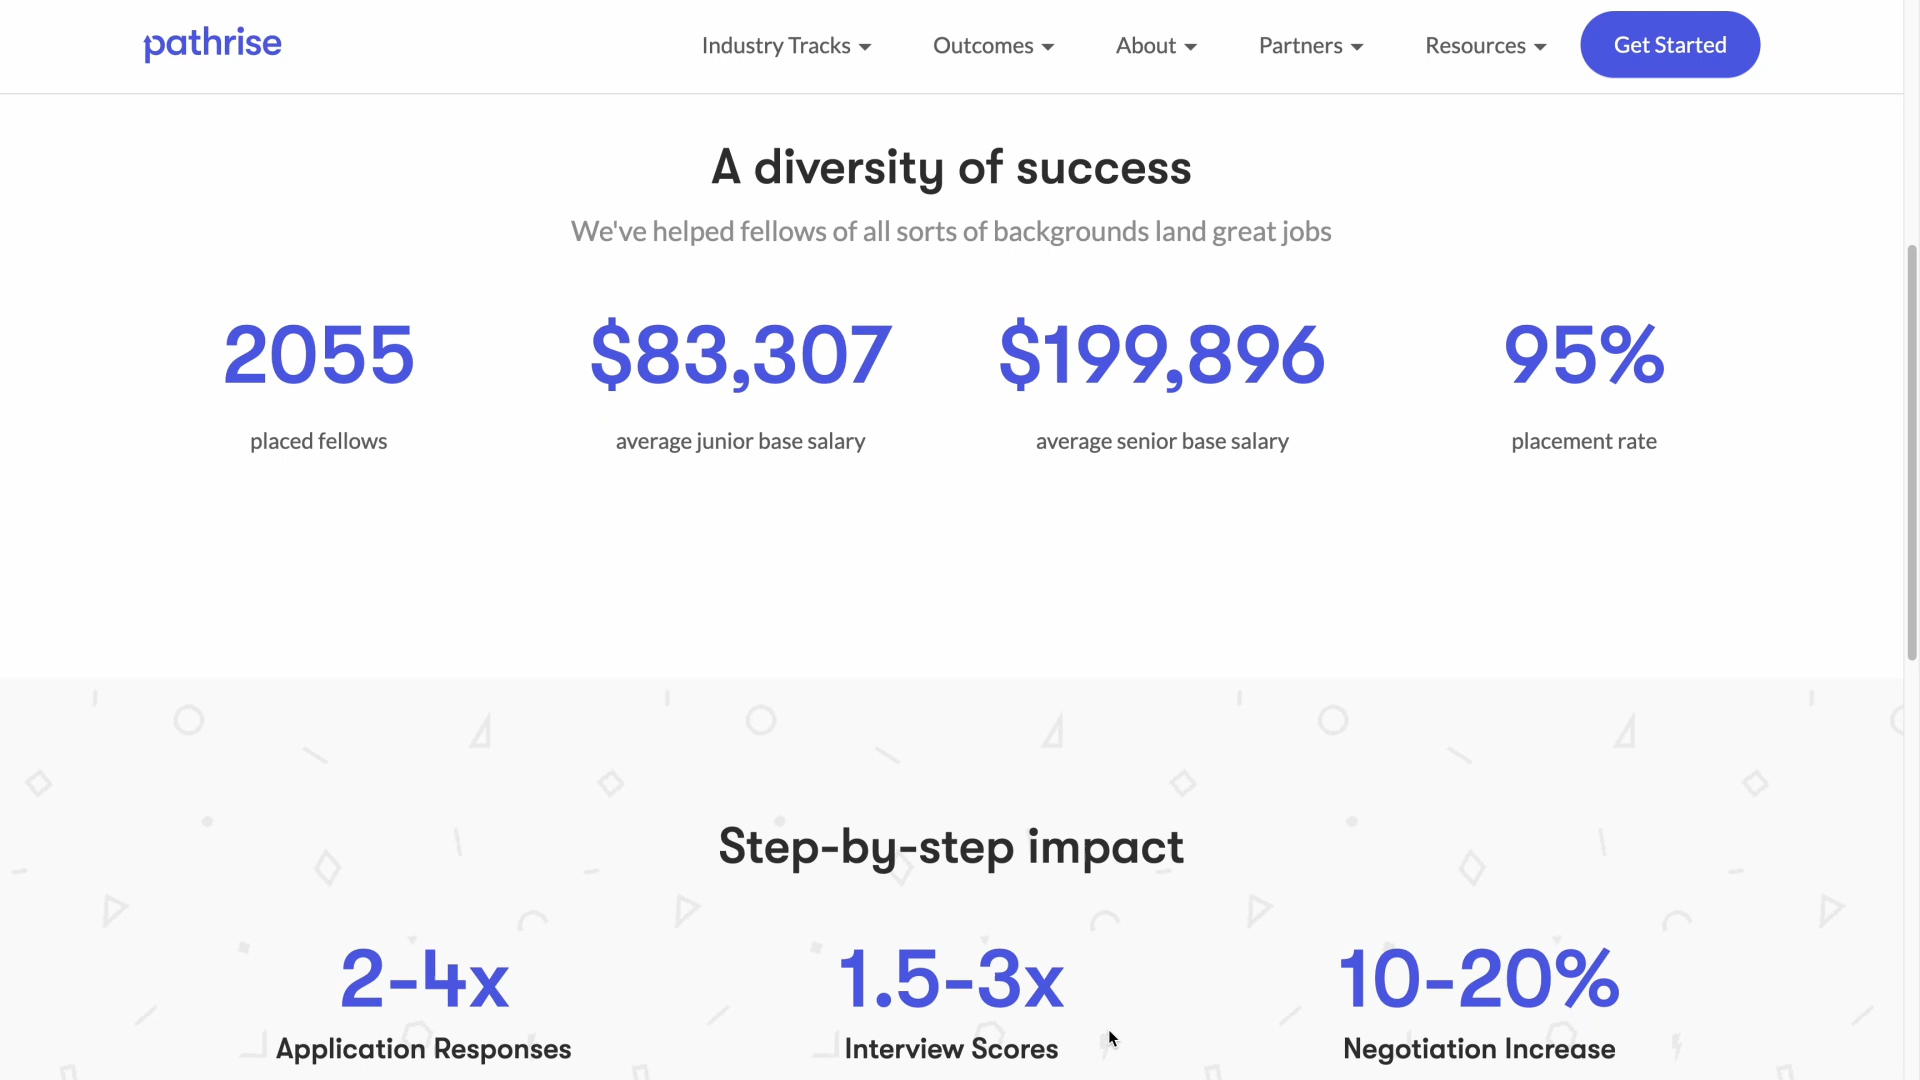 pathrise
Industry Tracks
Outcomes
About
Partners
Resources
Get Started
A diversity of success
We've helped fellows of all sorts of backgrounds land great jobs
2055
$83,307
$199,896
95%
placed fellows
average junior base salary
average senior base salary
placement rate
Step-by-step impact
2-4x
1.5-3x
10-20%
Application Responses
Interview Scores
Negotiation Increase